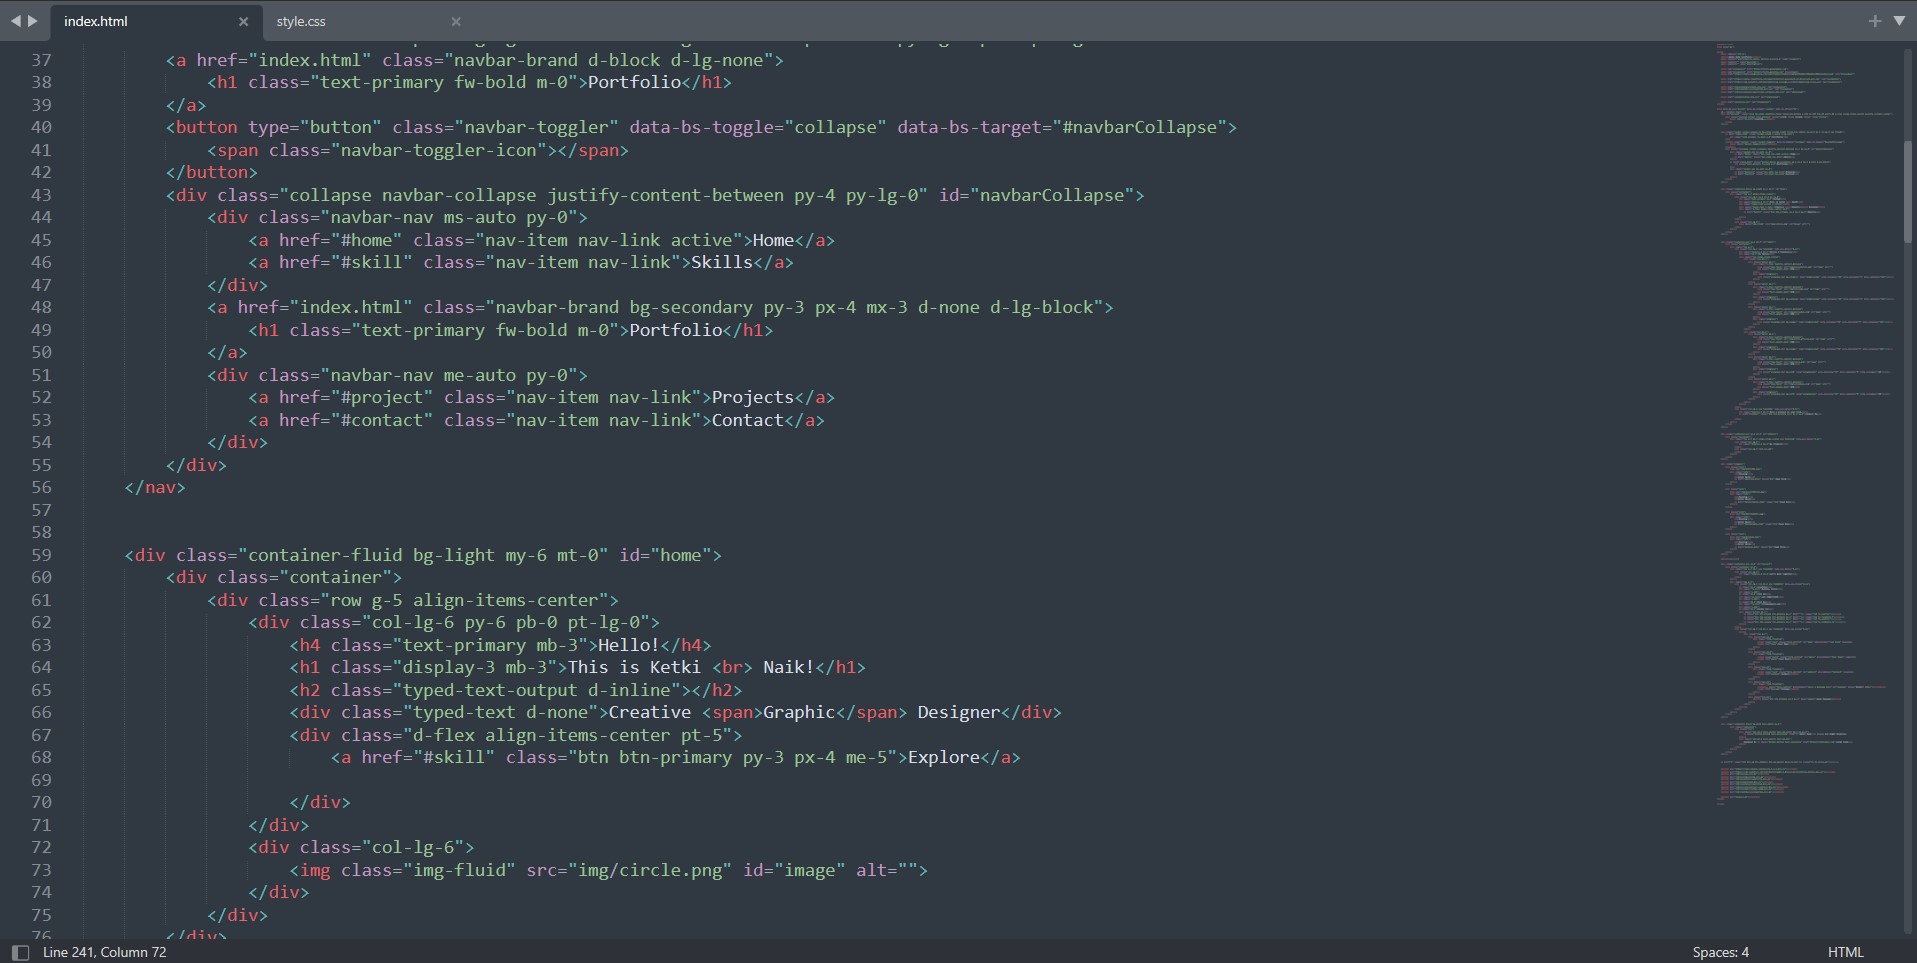 index.html × style.css ×
37 <a href="index.html" class="navbar-brand d-block d-lg-none">
38 <h1 class="text-primary fw-bold m-0">Portfolio</h1>
39 </a>
40 <button type="button" class="navbar-toggler" data-bs-toggle="collapse" data-bs-target="#navbarCollapse">
41 <span class="navbar-toggler-icon"></span>
42 </button>
43 <div class="collapse navbar-collapse justify-content-between py-4 py-lg-0" id="navbarCollapse">
44 <div class="navbar-nav ms-auto py-0">
45 <a href="#home" class="nav-item nav-link active">Home</a>
46 <a href="#skill" class="nav-item nav-link">Skills</a>
47 </div>
48 <a href="index.html" class="navbar-brand bg-secondary py-3 px-4 mx-3 d-none d-lg-block">
49 <h1 class="text-primary fw-bold m-0">Portfolio</h1>
50 </a>
51 <div class="navbar-nav me-auto py-0">
52 <a href="#project" class="nav-item nav-link">Projects</a>
53 <a href="#contact" class="nav-item nav-link">Contact</a>
54 </div>
55 </div>
56 </nav>
57
58
59 <div class="container-fluid bg-light my-6 mt-0" id="home">
60 <div class="container">
61 <div class="row g-5 align-items-center">
62 <div class="col-lg-6 py-6 pb-0 pt-lg-0">
63 <h4 class="text-primary mb-3">Hello!</h4>
64 <h1 class="display-3 mb-3">This is Ketki <br> Naik!</h1>
65 <h2 class="typed-text-output d-inline"></h2>
66 <div class="typed-text d-none">Creative <span>Graphic</span> Designer</div>
67 <div class="d-flex align-items-center pt-5">
68 <a href="#skill" class="btn btn-primary py-3 px-4 me-5">Explore</a>
69
70 </div>
71 </div>
72 <div class="col-lg-6">
73 <img class="img-fluid" src="img/circle.png" id="image" alt="">
74 </div>
75 </div>
76 </div>
Line 241, Column 72 Spaces: 4 HTML